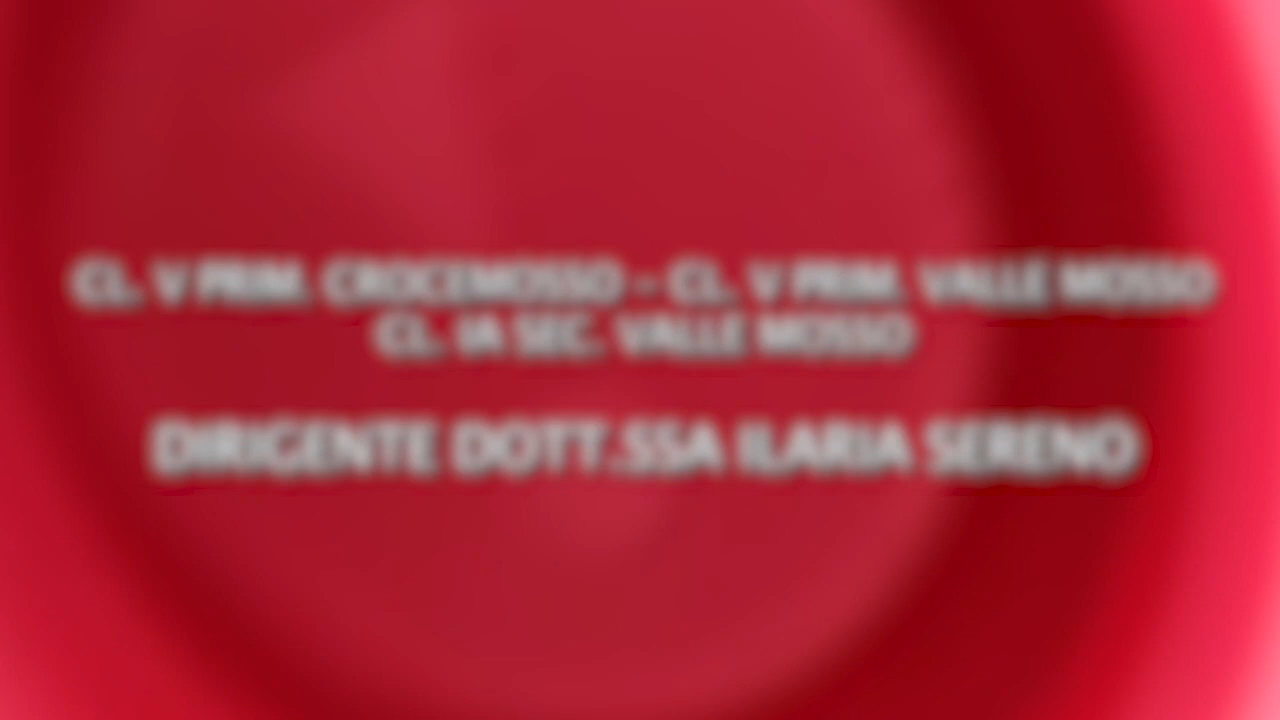 CL. V PRIM. CROCEMOSSO - CL. V PRIM. VALLE MOSSO
CL. IA SEC. VALLE MOSSO
DIRIGENTE DOTT.SSA ILARIA SERENO